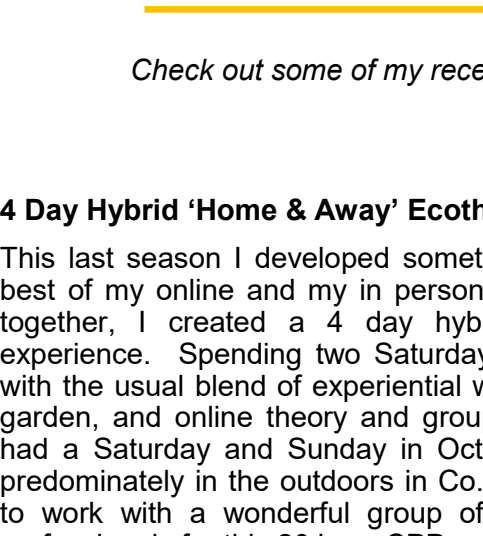 Check out some of my rece
4 Day Hybrid ‘Home & Away’ Ecoth
This last season I developed somet
best of my online and my in person
together, I created a 4 day hyb
experience. Spending two Saturday
with the usual blend of experiential w
garden, and online theory and grou
had a Saturday and Sunday in Oct
predominately in the outdoors in Co.
to work with a wonderful group of